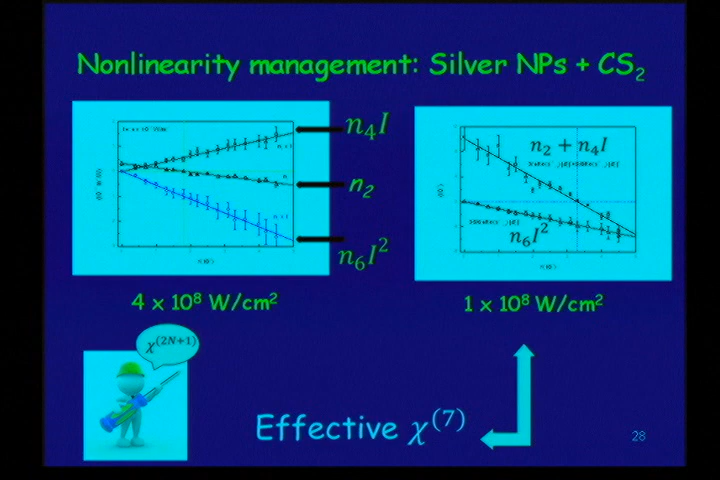 Nonlinearity management: Silver NPs + CS₂
n₄I
n₂
n₆I²
n₂ + n₄I
n₆I²
4 x 10⁸ W/cm²
1 x 10⁸ W/cm²
χ⁽²ᴺ⁺¹⁾
Effective χ⁽⁷⁾
28